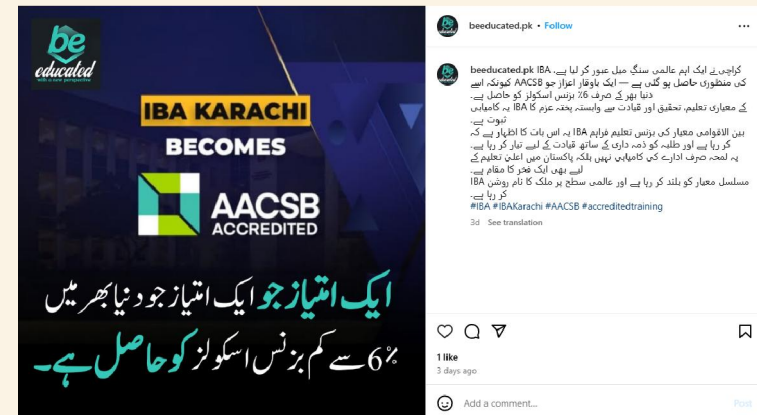 be
educated
with a new perspective
IBA KARACHI
BECOMES
AACSB
ACCREDITED
ایک امتیاز جو ایک امتیاز جو دنیا بھر میں
6% سے کم بزنس اسکولز کو حاصل ہے۔
beeducated.pk • Follow
beeducated.pk کراچی نے ایک اہم عالمی سنگِ میل عبور کر لیا ہے، IBA
کی منظوری حاصل ہو گئی ہے — ایک باوقار اعزاز جو AACSB کیونکہ اسے
دنیا بھر کے صرف 6٪ بزنس اسکولز کو حاصل ہے۔
کے معیاری تعلیم، تحقیق اور قیادت سے وابستہ پختہ عزم کا IBA یہ کامیابی
ثبوت ہے۔
بین الاقوامی معیار کی بزنس تعلیم فراہم IBA یہ اس بات کا اظہار ہے کہ
کر رہا ہے اور طلبہ کو ذمہ داری کے ساتھ قیادت کے لیے تیار کر رہا ہے۔
یہ لمحہ صرف ادارے کی کامیابی نہیں بلکہ پاکستان میں اعلیٰ تعلیم کے
لیے بھی ایک فخر کا مقام ہے۔
مسلسل معیار کو بلند کر رہا ہے اور عالمی سطح پر ملک کا نام روشن IBA
کر رہا ہے۔
#IBA #IBAKarachi #AACSB #accreditedtraining
3d See translation
1 like
3 days ago
Add a comment... Post